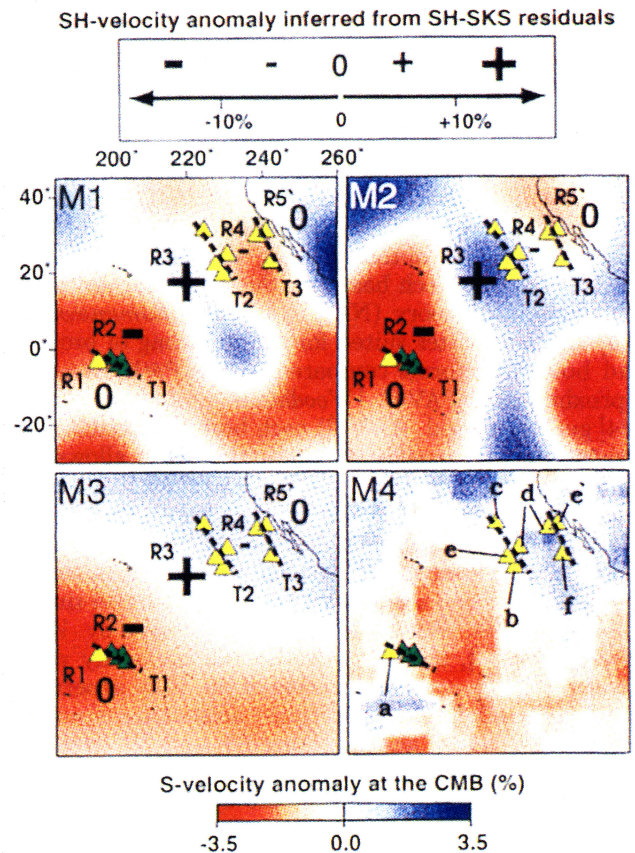 SH-velocity anomaly inferred from SH-SKS residuals
- - 0 + +
-10% 0 +10%
200° 220° 240° 260°
40°
20°
0°
-20°
M1
R5` 0
R4 -
R3 +
T2 T3
R2 -
R1 0 T1
M2
R5` 0
R4 -
R3 +
T2 T3
R2 -
R1 0 T1
M3
R5` 0
R4 -
R3 +
T2 T3
R2 -
R1 0 T1
M4
c d e`
e b f
a
S-velocity anomaly at the CMB (%)
-3.5 0.0 3.5